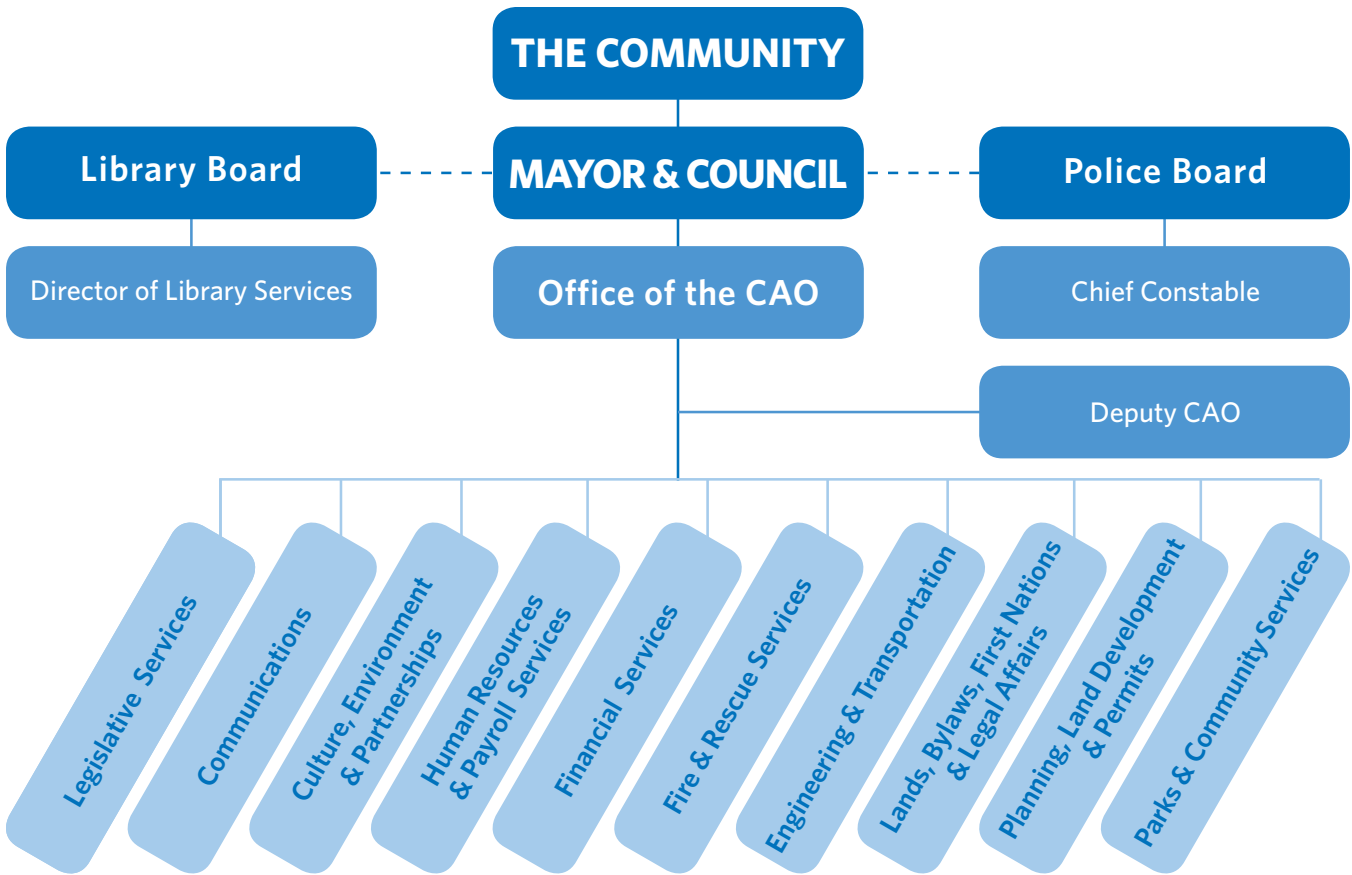 THE COMMUNITY
Library Board
MAYOR & COUNCIL
Police Board
Director of Library Services
Office of the CAO
Chief Constable
Deputy CAO
Legislative Services
Communications
Culture, Environment
& Partnerships
Human Resources
& Payroll Services
Financial Services
Fire & Rescue Services
Engineering & Transportation
Lands, Bylaws, First Nations
& Legal Affairs
Planning, Land Development
& Permits
Parks & Community Services